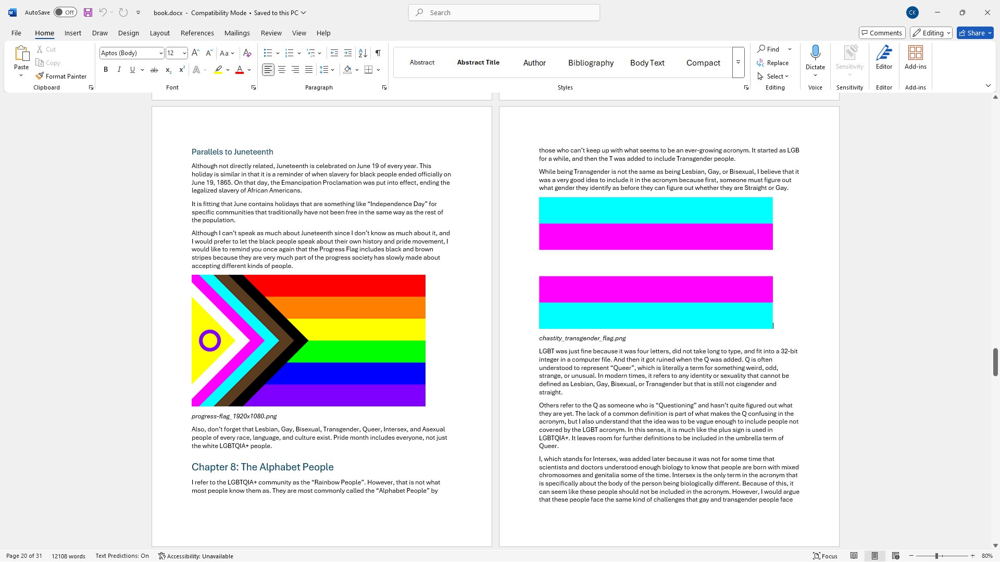 AutoSave Off book.docx - Compatibility Mode • Saved to this PC Search CK
File Home Insert Draw Design Layout References Mailings Review View Help Comments Editing Share
Paste Cut Copy Format Painter
Clipboard
Aptos (Body) 12 Aa
B I U ab x₂ x² A A
Font
Paragraph
Abstract Abstract Title Author Bibliography Body Text Compact
Styles
Find
Replace
Select
Editing
Dictate
Voice
Sensitivity
Sensitivity
Editor
Editor
Add-ins
Add-ins
Parallels to Juneteenth
Although not directly related, Juneteenth is celebrated on June 19 of every year. This
holiday is similar in that it is a reminder of when slavery for black people ended officially on
June 19, 1865. On that day, the Emancipation Proclamation was put into effect, ending the
legalized slavery of African Americans.
It is fitting that June contains holidays that are something like “Independence Day” for
specific communities that traditionally have not been free in the same way as the rest of
the population.
Although I can’t speak as much about Juneteenth since I don’t know as much about it, and
I would prefer to let the black people speak about their own history and pride movement, I
would like to remind you once again that the Progress Flag includes black and brown
stripes because they are very much part of the progress society has slowly made about
accepting different kinds of people.
progress-flag_1920x1080.png
Also, don’t forget that Lesbian, Gay, Bisexual, Transgender, Queer, Intersex, and Asexual
people of every race, language, and culture exist. Pride month includes everyone, not just
the white LGBTQIA+ people.
Chapter 8: The Alphabet People
I refer to the LGBTQIA+ community as the “Rainbow People”. However, that is not what
most people know them as. They are most commonly called the “Alphabet People” by
those who can’t keep up with what seems to be an ever-growing acronym. It started as LGB
for a while, and then the T was added to include Transgender people.
While being Transgender is not the same as being Lesbian, Gay, or Bisexual, I believe that it
was a very good idea to include it in the acronym because first, someone must figure out
what gender they identify as before they can figure out whether they are Straight or Gay.
chastity_transgender_flag.png
LGBT was just fine because it was four letters, did not take long to type, and fit into a 32-bit
integer in a computer file. And then it got ruined when the Q was added. Q is often
understood to represent “Queer”, which is literally a term for something weird, odd,
strange, or unusual. In modern times, it refers to any identity or sexuality that cannot be
defined as Lesbian, Gay, Bisexual, or Transgender but that is still not cisgender and
straight.
Others refer to the Q as someone who is “Questioning” and hasn’t quite figured out what
they are yet. The lack of a common definition is part of what makes the Q confusing in the
acronym, but I also understand that the idea was to be vague enough to include people not
covered by the LGBT acronym. In this sense, it is much like the plus sign is used in
LGBTQIA+. It leaves room for further definitions to be included in the umbrella term of
Queer.
I, which stands for Intersex, was added later because it was not for some time that
scientists and doctors understood enough biology to know that people are born with mixed
chromosomes and genitalia some of the time. Intersex is the only term in the acronym that
is specifically about the body of the person being biologically different. Because of this, it
can seem like these people should not be included in the acronym. However, I would argue
that these people face the same kind of challenges that gay and transgender people face
Page 20 of 31 12108 words Text Predictions: On Accessibility: Unavailable Focus 80%